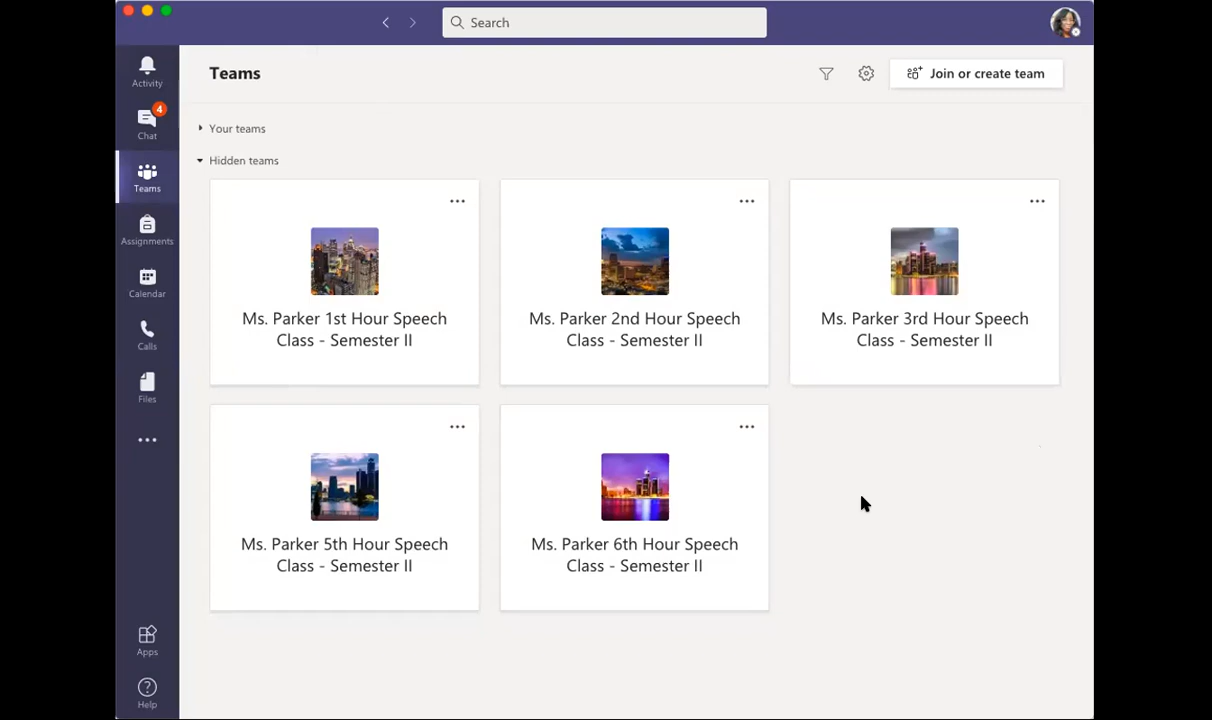 Search
Activity
4
Chat
Teams
Assignments
Calendar
Calls
Files
Apps
Help
Teams
Join or create team
Your teams
Hidden teams
Ms. Parker 1st Hour Speech
Class - Semester II
Ms. Parker 2nd Hour Speech
Class - Semester II
Ms. Parker 3rd Hour Speech
Class - Semester II
Ms. Parker 5th Hour Speech
Class - Semester II
Ms. Parker 6th Hour Speech
Class - Semester II